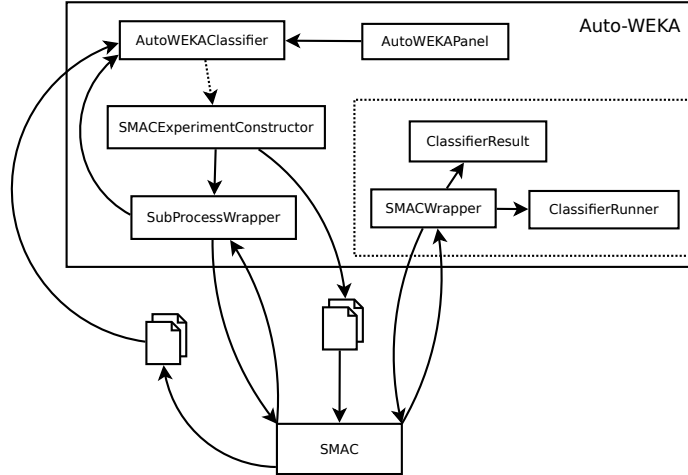 Auto-WEKA
AutoWEKAClassifier
AutoWEKAPanel
SMACExperimentConstructor
ClassifierResult
SubProcessWrapper
SMACWrapper
ClassifierRunner
SMAC